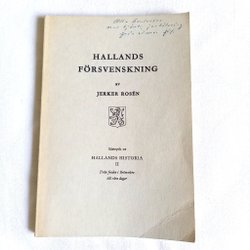 HALLANDS
FÖRSVENSKNING
AV
JERKER ROSÉN
Särtryck ur
HALLANDS HISTORIA
II
Från freden i Brömsebro
till våra dagar